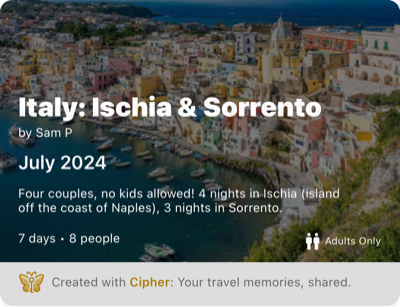 Italy: Ischia & Sorrento
by Sam P
July 2024
Four couples, no kids allowed! 4 nights in Ischia (island
off the coast of Naples), 3 nights in Sorrento.
7 days • 8 people
Adults Only
Created with Cipher: Your travel memories, shared.